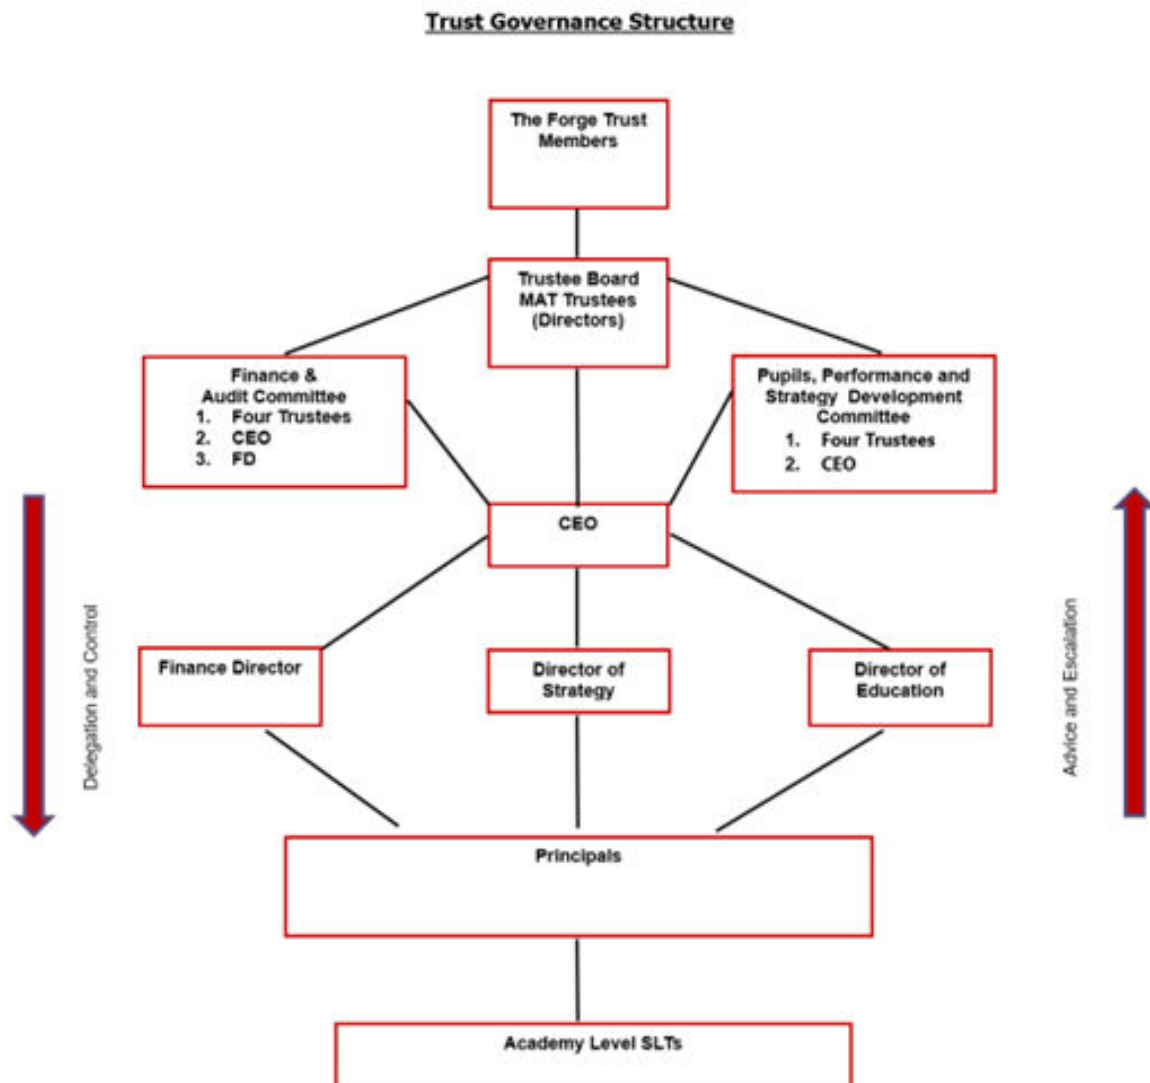 Trust Governance Structure
The Forge Trust
Members
Trustee Board
MAT Trustees
(Directors)
Finance &
Audit Committee
1. Four Trustees
2. CEO
3. FD
Pupils, Performance and
Strategy Development
Committee
1. Four Trustees
2. CEO
CEO
Delegation and Control
Advice and Escalation
Finance Director
Director of
Strategy
Director of
Education
Principals
Academy Level SLTs